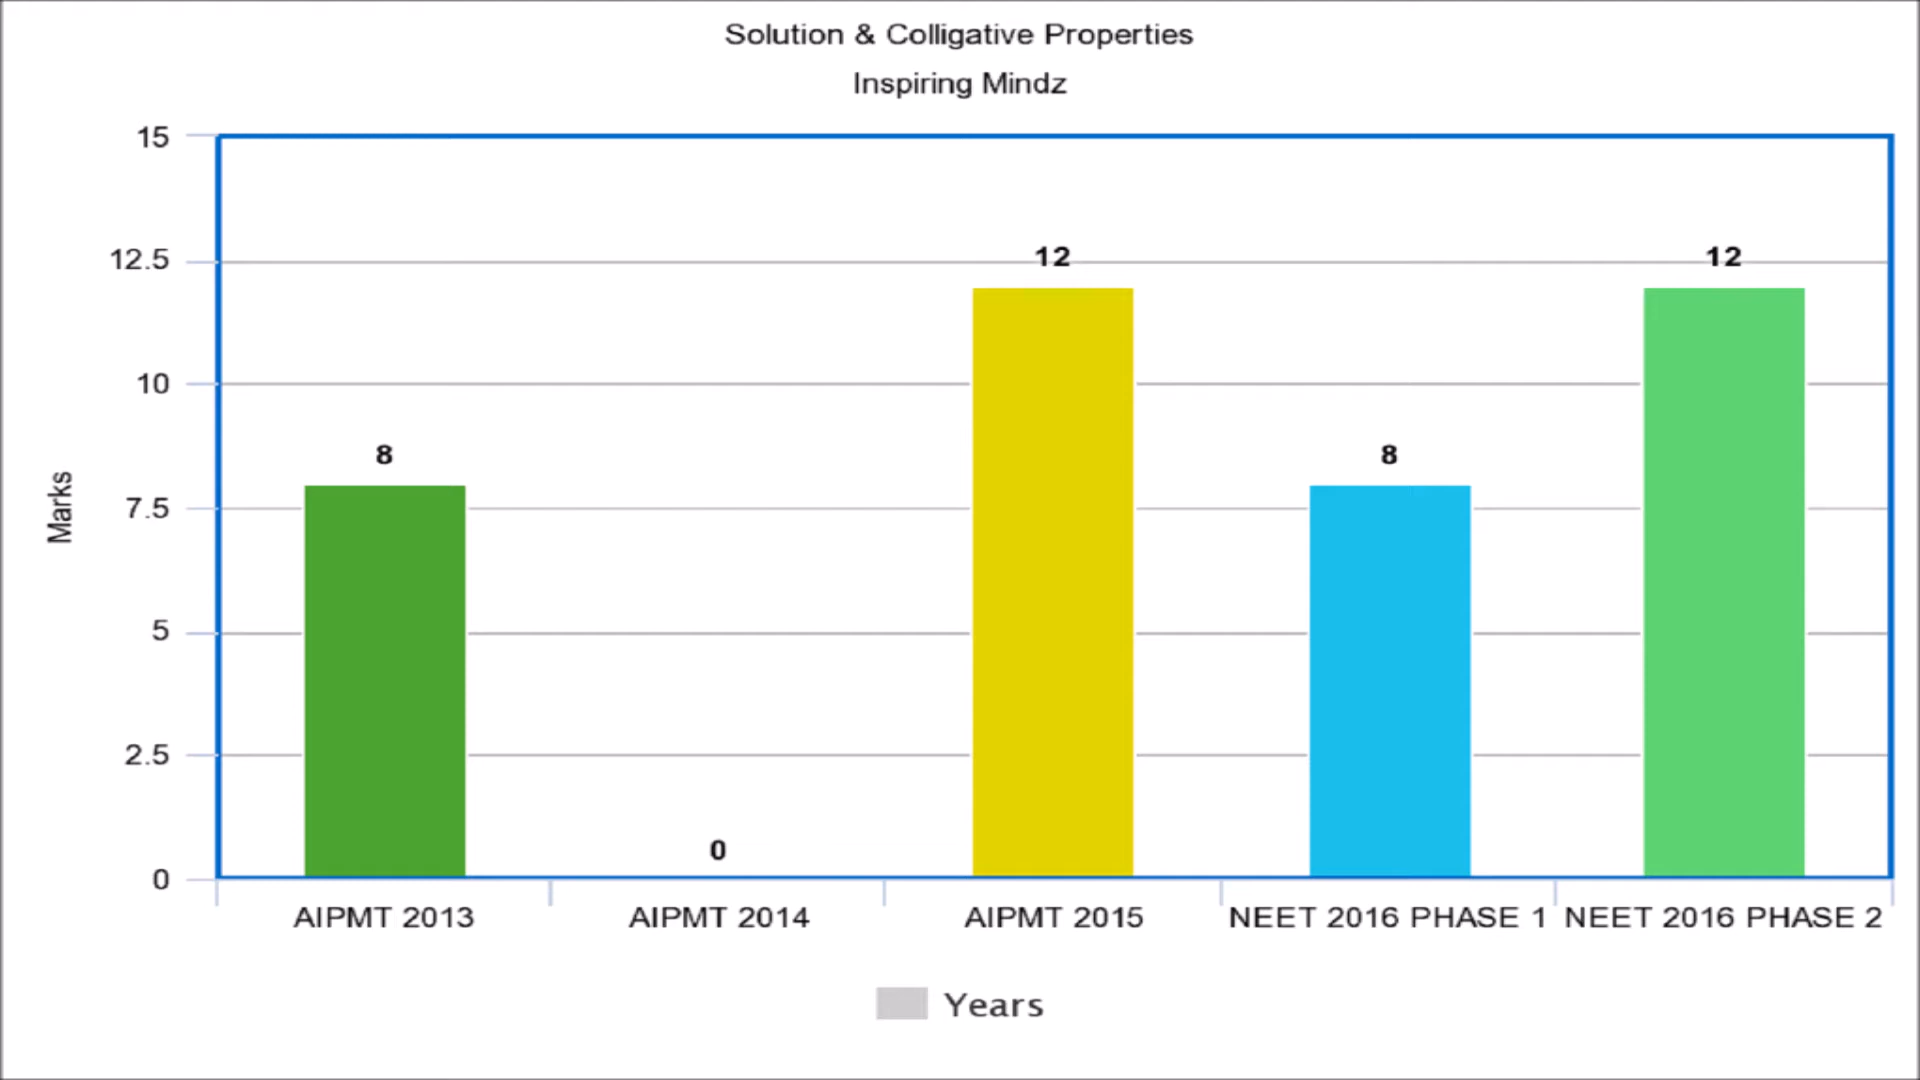 Solution & Colligative Properties
Inspiring Mindz
15
12.5
10
7.5
5
2.5
0
Marks
8
0
12
8
12
AIPMT 2013
AIPMT 2014
AIPMT 2015
NEET 2016 PHASE 1
NEET 2016 PHASE 2
Years